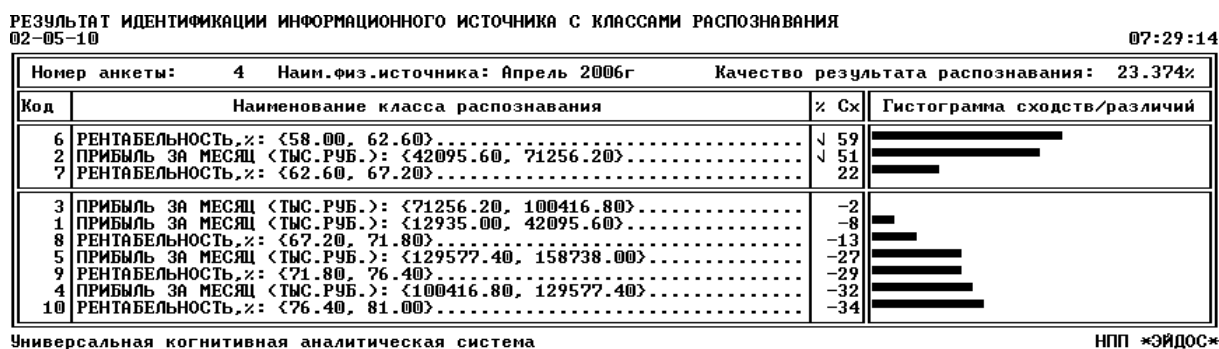 РЕЗУЛЬТАТ ИДЕНТИФИКАЦИИ ИНФОРМАЦИОННОГО ИСТОЧНИКА С КЛАССАМИ РАСПОЗНАВАНИЯ
02-05-10 07:29:14
Номер анкеты: 4 Наим.физ.источника: Апрель 2006г Качество результата распознавания: 23.374%
Код Наименование класса распознавания % Сх Гистограмма сходств/различий
6 РЕНТАБЕЛЬНОСТЬ,%: {58.00, 62.60}............................... √ 59
2 ПРИБЫЛЬ ЗА МЕСЯЦ (ТЫС.РУБ.): {42095.60, 71256.20}............... √ 51
7 РЕНТАБЕЛЬНОСТЬ,%: {62.60, 67.20}............................... 22
3 ПРИБЫЛЬ ЗА МЕСЯЦ (ТЫС.РУБ.): {71256.20, 100416.80}.............. -2
1 ПРИБЫЛЬ ЗА МЕСЯЦ (ТЫС.РУБ.): {12935.00, 42095.60}............... -8
8 РЕНТАБЕЛЬНОСТЬ,%: {67.20, 71.80}............................... -13
5 ПРИБЫЛЬ ЗА МЕСЯЦ (ТЫС.РУБ.): {129577.40, 158738.00}............. -27
9 РЕНТАБЕЛЬНОСТЬ,%: {71.80, 76.40}............................... -29
4 ПРИБЫЛЬ ЗА МЕСЯЦ (ТЫС.РУБ.): {100416.80, 129577.40}............. -32
10 РЕНТАБЕЛЬНОСТЬ,%: {76.40, 81.00}............................... -34
Универсальная когнитивная аналитическая система НПП *ЭЙДОС*